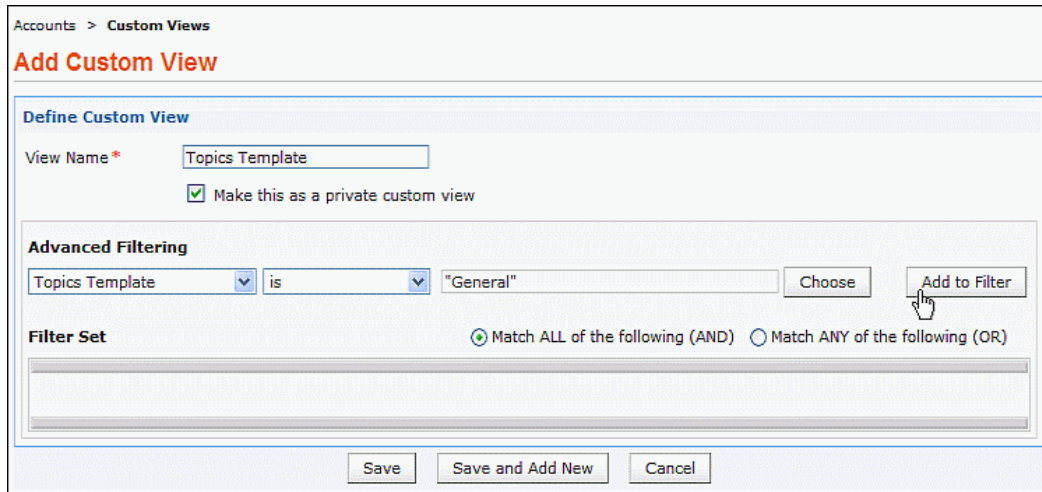 Accounts > Custom Views
Add Custom View
Define Custom View
View Name* Topics Template
Make this as a private custom view
Advanced Filtering
Topics Template is "General" Choose Add to Filter
Filter Set Match ALL of the following (AND) Match ANY of the following (OR)
Save Save and Add New Cancel